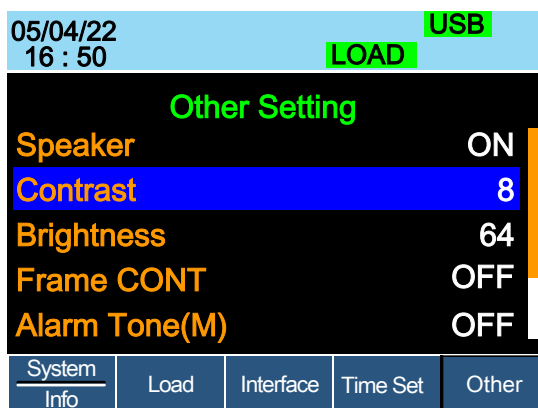 05/04/22 USB
16 : 50 LOAD
Other Setting
Speaker ON
Contrast 8
Brightness 64
Frame CONT OFF
Alarm Tone(M) OFF
System Info Load Interface Time Set Other